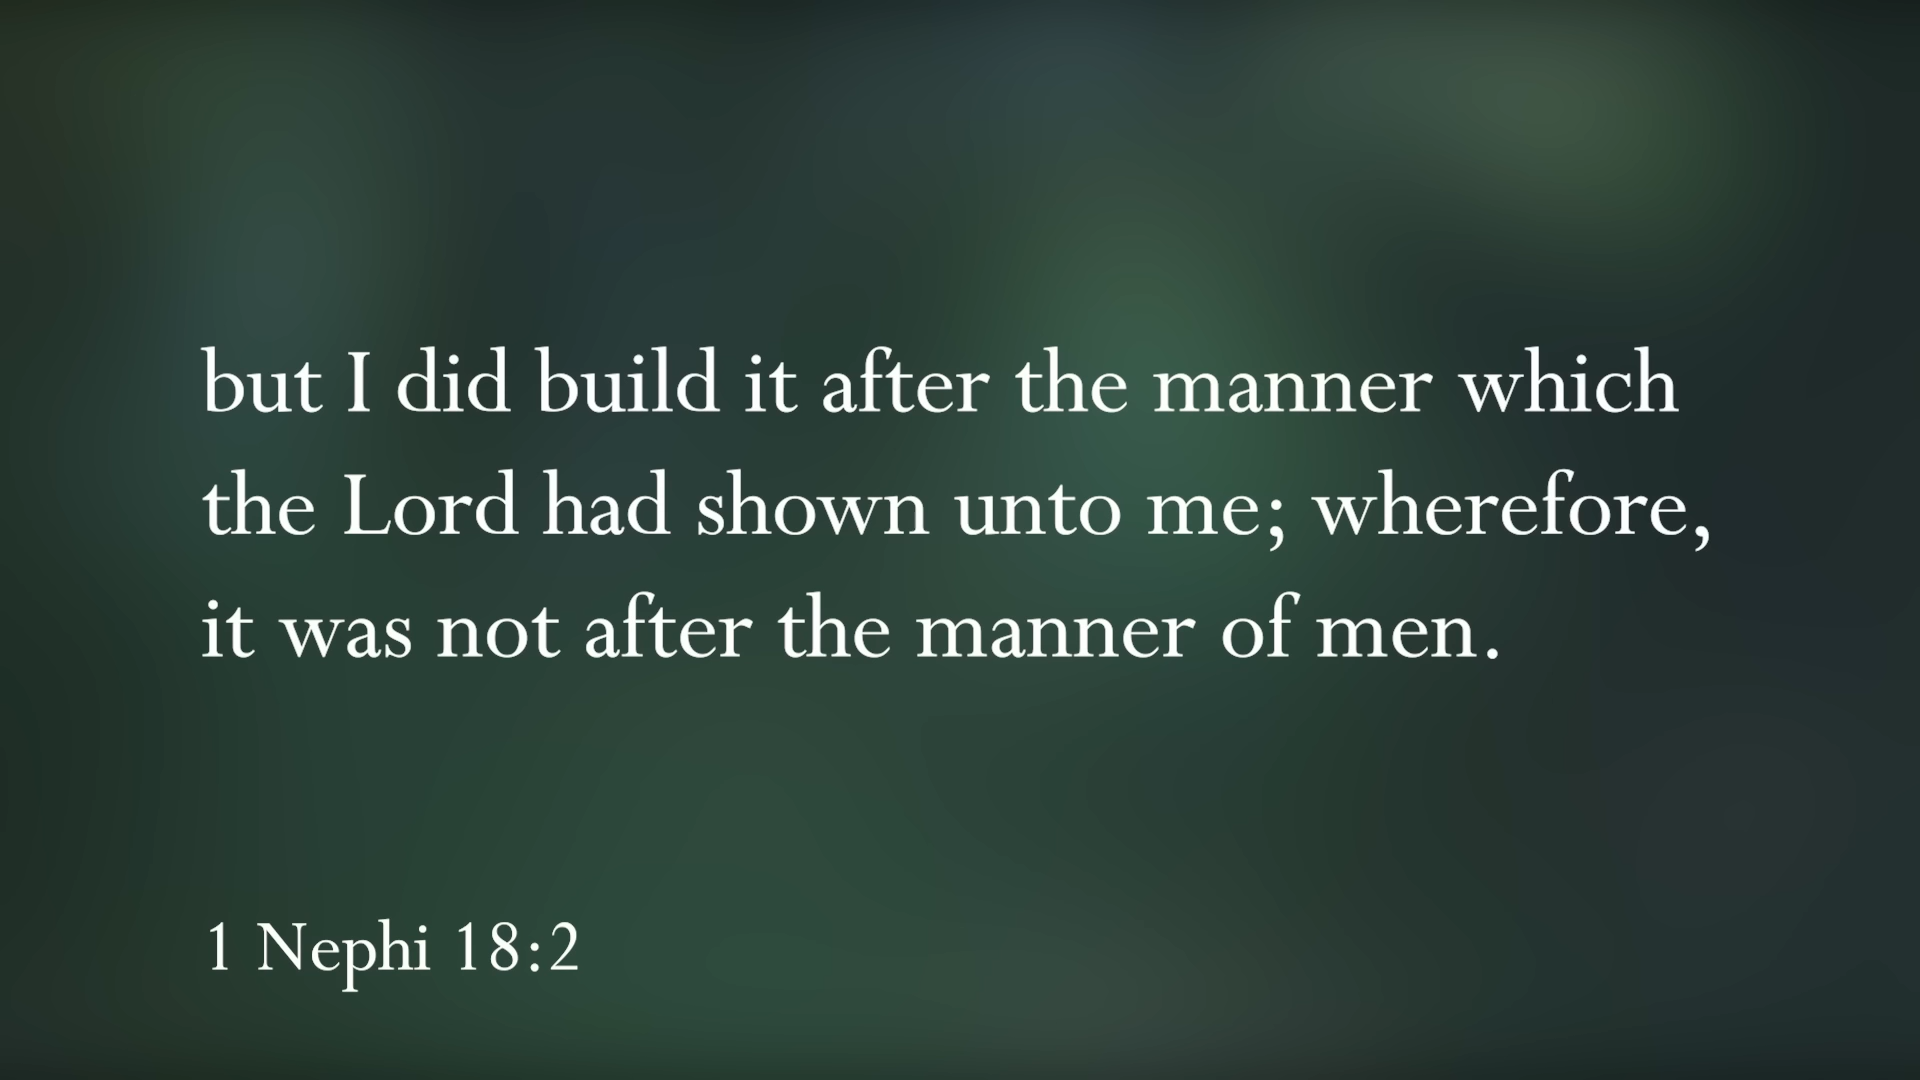 but I did build it after the manner which
the Lord had shown unto me; wherefore,
it was not after the manner of men.
1 Nephi 18:2